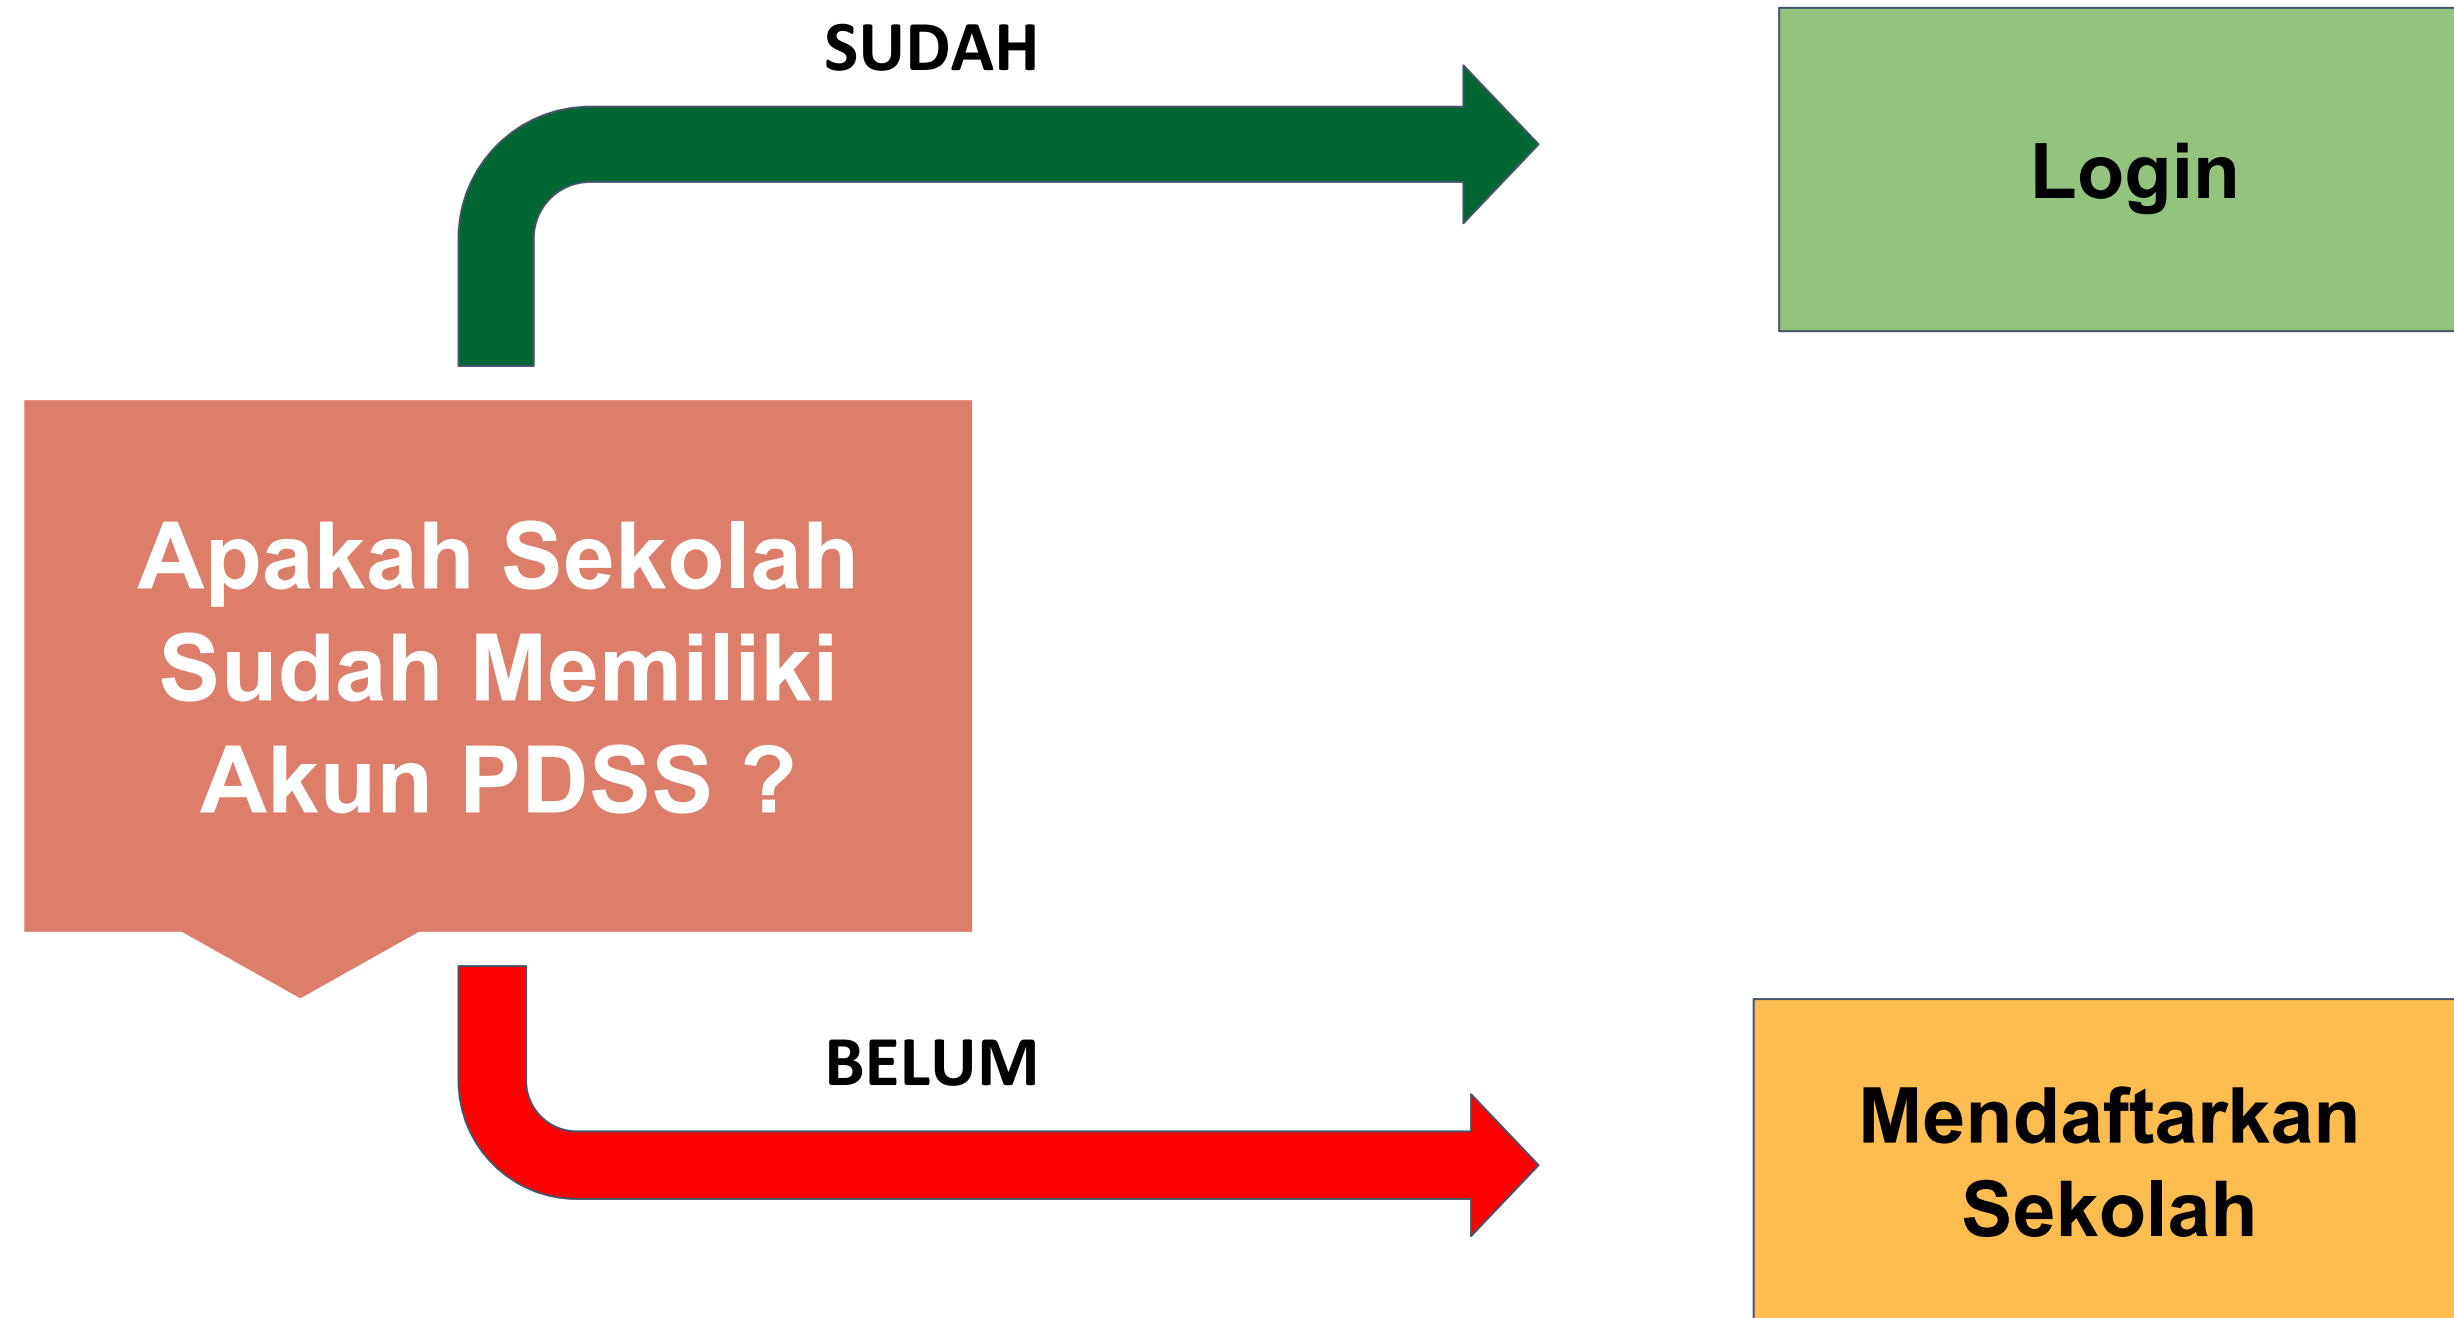 SUDAH
Login
Apakah Sekolah
Sudah Memiliki
Akun PDSS ?
BELUM
Mendaftarkan
Sekolah